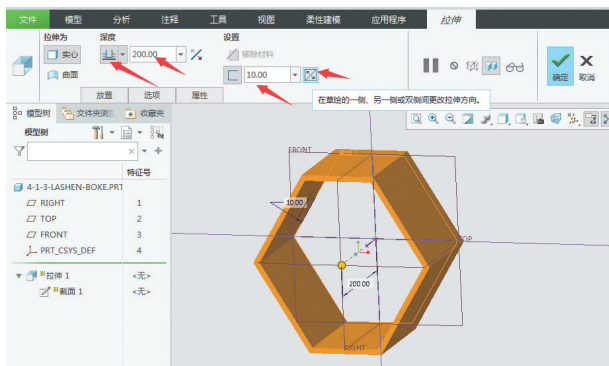 文件 模型 分析 注释 工具 视图 柔性建模 应用程序 拉伸
拉伸为 深度 设置
实心 200.00 移除材料
曲面 10.00 确定 取消
放置 选项 属性
在草绘的一侧、另一侧或双侧间更改拉伸方向。
模型树 文件夹浏 收藏夹
模型树
特征号
4-1-3-LASHEN-BOKE.PRT
RIGHT 1
TOP 2
FRONT 3
PRT_CSYS_DEF 4
※拉伸 1 <无>
※截面 1 <无>
FRONT
10.00
TOP
200.00
RIGHT